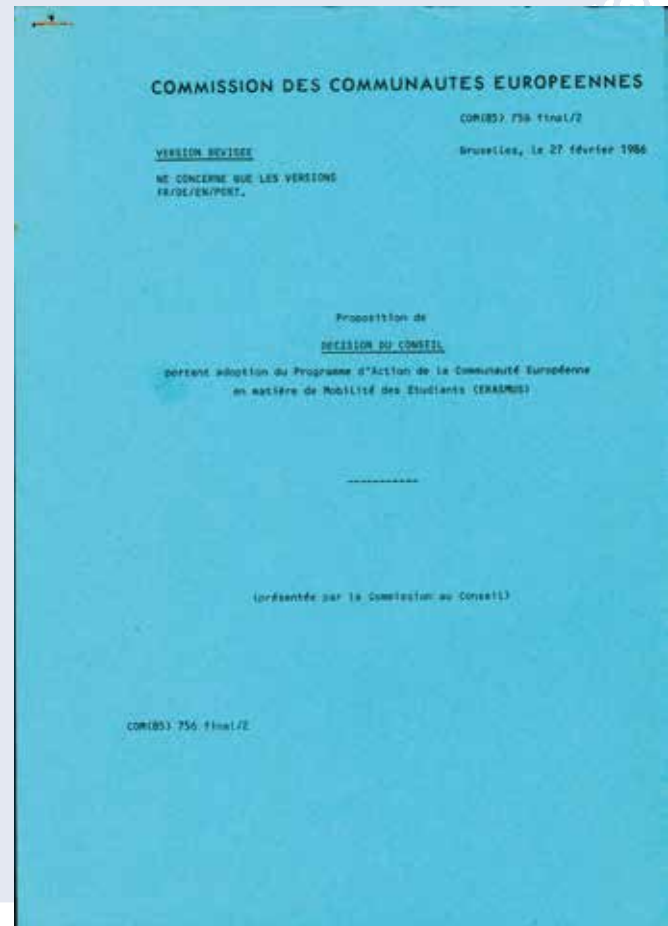 COMMISSION DES COMMUNAUTES EUROPEENNES
COM(85) 756 final/2
VERSION REVISEE
Bruselles, le 27 février 1986
NE CONCERNE QUE LES VERSIONS
FR/DE/EN/PORT.
Proposition de
DECISION DU CONSEIL
portant adoption du Programme d'Action de la Communauté Européenne
en matière de Mobilité des Etudiants (ERASMUS)
(présentée par la Commission au Conseil)
COM(85) 756 final/2